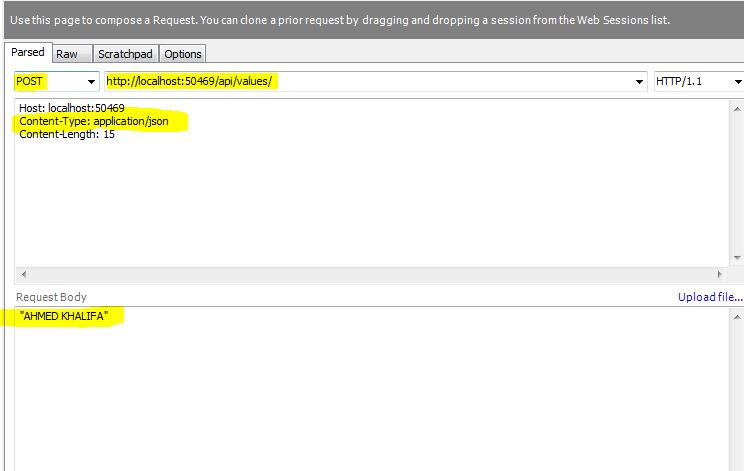 Use this page to compose a Request. You can clone a prior request by dragging and dropping a session from the Web Sessions list.
Parsed Raw Scratchpad Options
POST http://localhost:50469/api/values/ HTTP/1.1
Host: localhost:50469
Content-Type: application/json
Content-Length: 15
Request Body Upload file...
"AHMED KHALIFA"